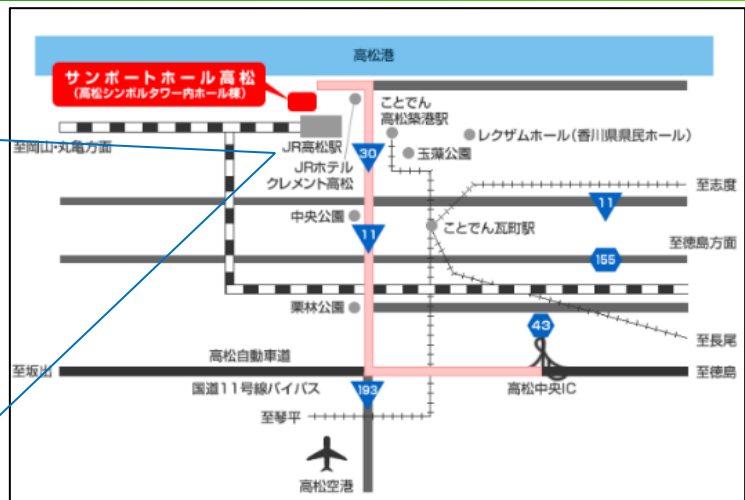 高松港
サンポートホール高松
(高松シンボルタワー内ホール棟)
ことでん
高松築港駅
レクザムホール(香川県県民ホール)
至岡山・丸亀方面
JR高松駅
30
玉藻公園
JRホテル
クレメント高松
至志度
中央公園
11
11
ことでん瓦町駅
至徳島方面
155
栗林公園
43
至長尾
高松自動車道
至坂出
至徳島
国道11号線バイパス
193
高松中央IC
至琴平
高松空港